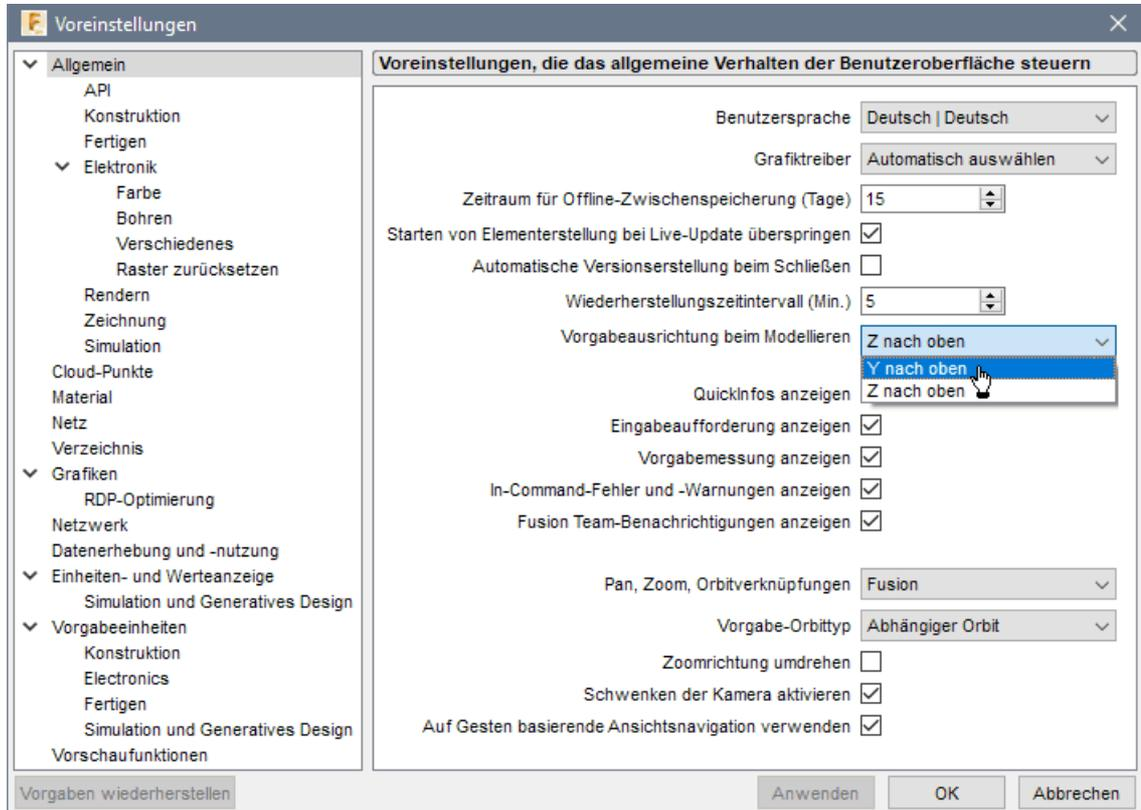 Voreinstellungen
Allgemein
API
Konstruktion
Fertigen
Elektronik
Farbe
Bohren
Verschiedenes
Raster zurücksetzen
Rendern
Zeichnung
Simulation
Cloud-Punkte
Material
Netz
Verzeichnis
Grafiken
RDP-Optimierung
Netzwerk
Datenerhebung und -nutzung
Einheiten- und Werteanzeige
Simulation und Generatives Design
Vorgabeeinheiten
Konstruktion
Electronics
Fertigen
Simulation und Generatives Design
Vorschaufunktionen
Voreinstellungen, die das allgemeine Verhalten der Benutzeroberfläche steuern
Benutzersprache Deutsch | Deutsch
Grafiktreiber Automatisch auswählen
Zeitraum für Offline-Zwischenspeicherung (Tage) 15
Starten von Elementerstellung bei Live-Update überspringen
Automatische Versionserstellung beim Schließen
Wiederherstellungszeitintervall (Min.) 5
Vorgabeausrichtung beim Modellieren Z nach oben
Y nach oben
QuickInfos anzeigen Z nach oben
Eingabeaufforderung anzeigen
Vorgabemessung anzeigen
In-Command-Fehler und -Warnungen anzeigen
Fusion Team-Benachrichtigungen anzeigen
Pan, Zoom, Orbitverknüpfungen Fusion
Vorgabe-Orbittyp Abhängiger Orbit
Zoomrichtung umdrehen
Schwenken der Kamera aktivieren
Auf Gesten basierende Ansichtsnavigation verwenden
Vorgaben wiederherstellen Anwenden OK Abbrechen